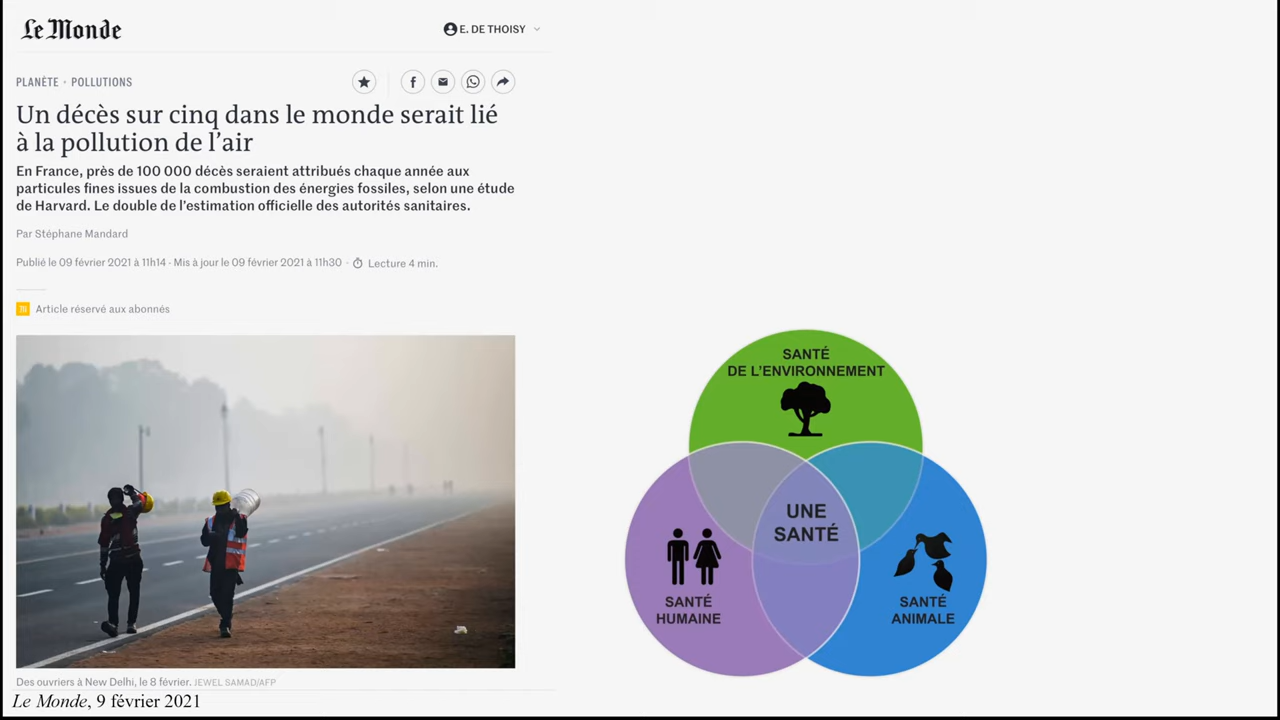 Le Monde
E. DE THOISY
PLANÈTE · POLLUTIONS
Un décès sur cinq dans le monde serait lié
à la pollution de l’air
En France, près de 100 000 décès seraient attribués chaque année aux
particules fines issues de la combustion des énergies fossiles, selon une étude
de Harvard. Le double de l’estimation officielle des autorités sanitaires.
Par Stéphane Mandard
Publié le 09 février 2021 à 11h14 - Mis à jour le 09 février 2021 à 11h30 · Lecture 4 min.
Article réservé aux abonnés
Des ouvriers à New Delhi, le 8 février. JEWEL SAMAD/AFP
Le Monde, 9 février 2021
SANTÉ
DE L’ENVIRONNEMENT
UNE
SANTÉ
SANTÉ
HUMAINE
SANTÉ
ANIMALE